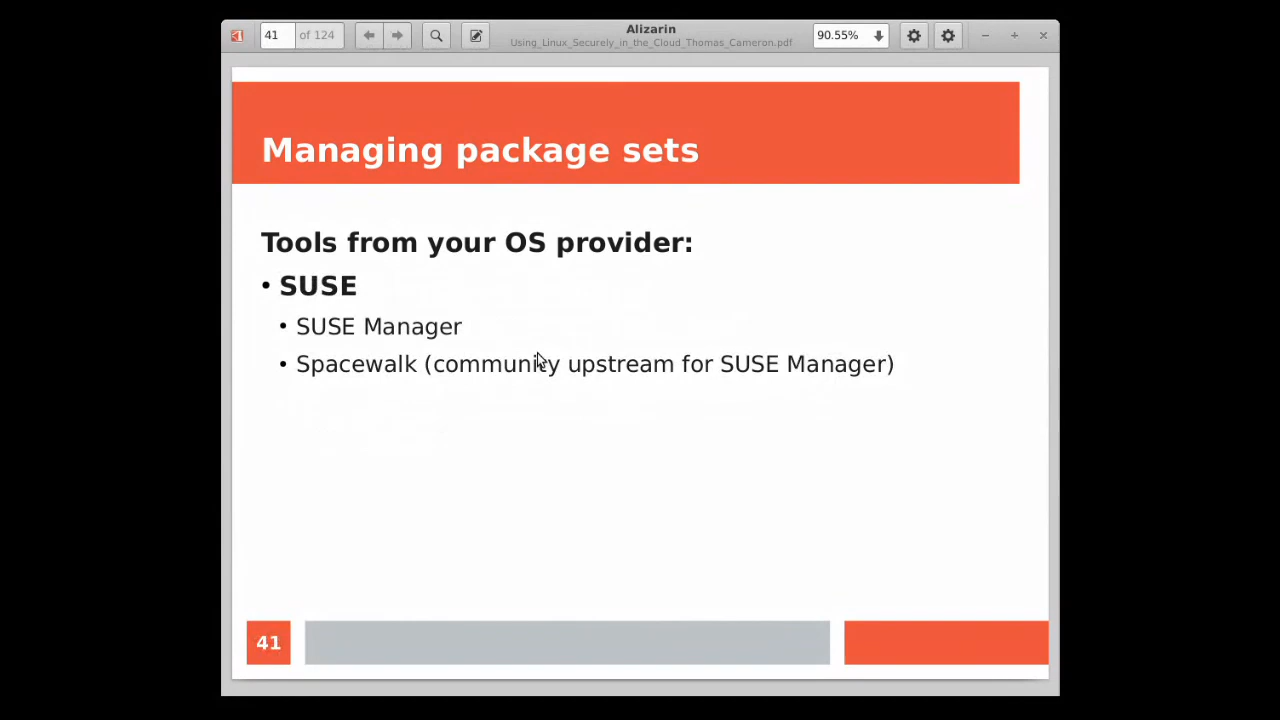 41 of 124
Alizarin
Using_Linux_Securely_in_the_Cloud_Thomas_Cameron.pdf
90.55%
Managing package sets
Tools from your OS provider:
• SUSE
• SUSE Manager
• Spacewalk (community upstream for SUSE Manager)
41